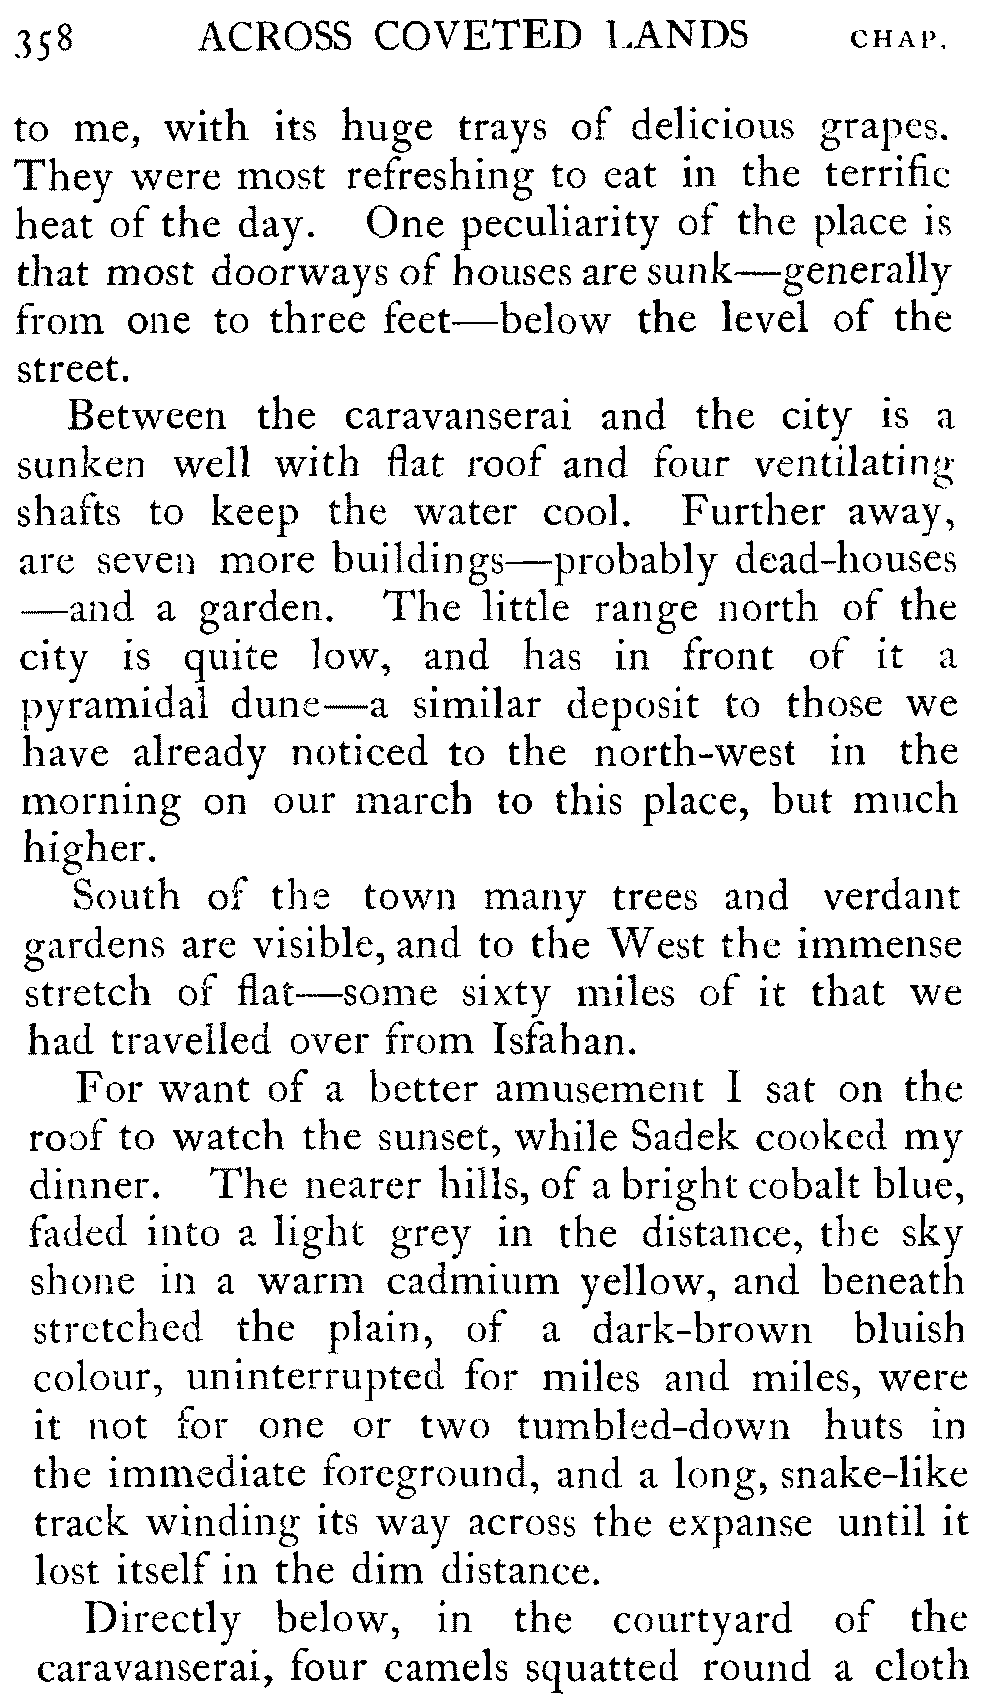 358 ACROSS COVETED LANDS CHAP.
to me, with its huge trays of delicious grapes.
They were most refreshing to eat in the terrific
heat of the day. One peculiarity of the place is
that most doorways of houses are sunk—generally
from one to three feet—below the level of the
street.
Between the caravanserai and the city is a
sunken well with flat roof and four ventilating
shafts to keep the water cool. Further away,
are seven more buildings—probably dead-houses
—and a garden. The little range north of the
city is quite low, and has in front of it a
pyramidal dune—a similar deposit to those we
have already noticed to the north-west in the
morning on our march to this place, but much
higher.
South of the town many trees and verdant
gardens are visible, and to the West the immense
stretch of flat—some sixty miles of it that we
had travelled over from Isfahan.
For want of a better amusement I sat on the
roof to watch the sunset, while Sadek cooked my
dinner. The nearer hills, of a bright cobalt blue,
faded into a light grey in the distance, the sky
shone in a warm cadmium yellow, and beneath
stretched the plain, of a dark-brown bluish
colour, uninterrupted for miles and miles, were
it not for one or two tumbled-down huts in
the immediate foreground, and a long, snake-like
track winding its way across the expanse until it
lost itself in the dim distance.
Directly below, in the courtyard of the
caravanserai, four camels squatted round a cloth